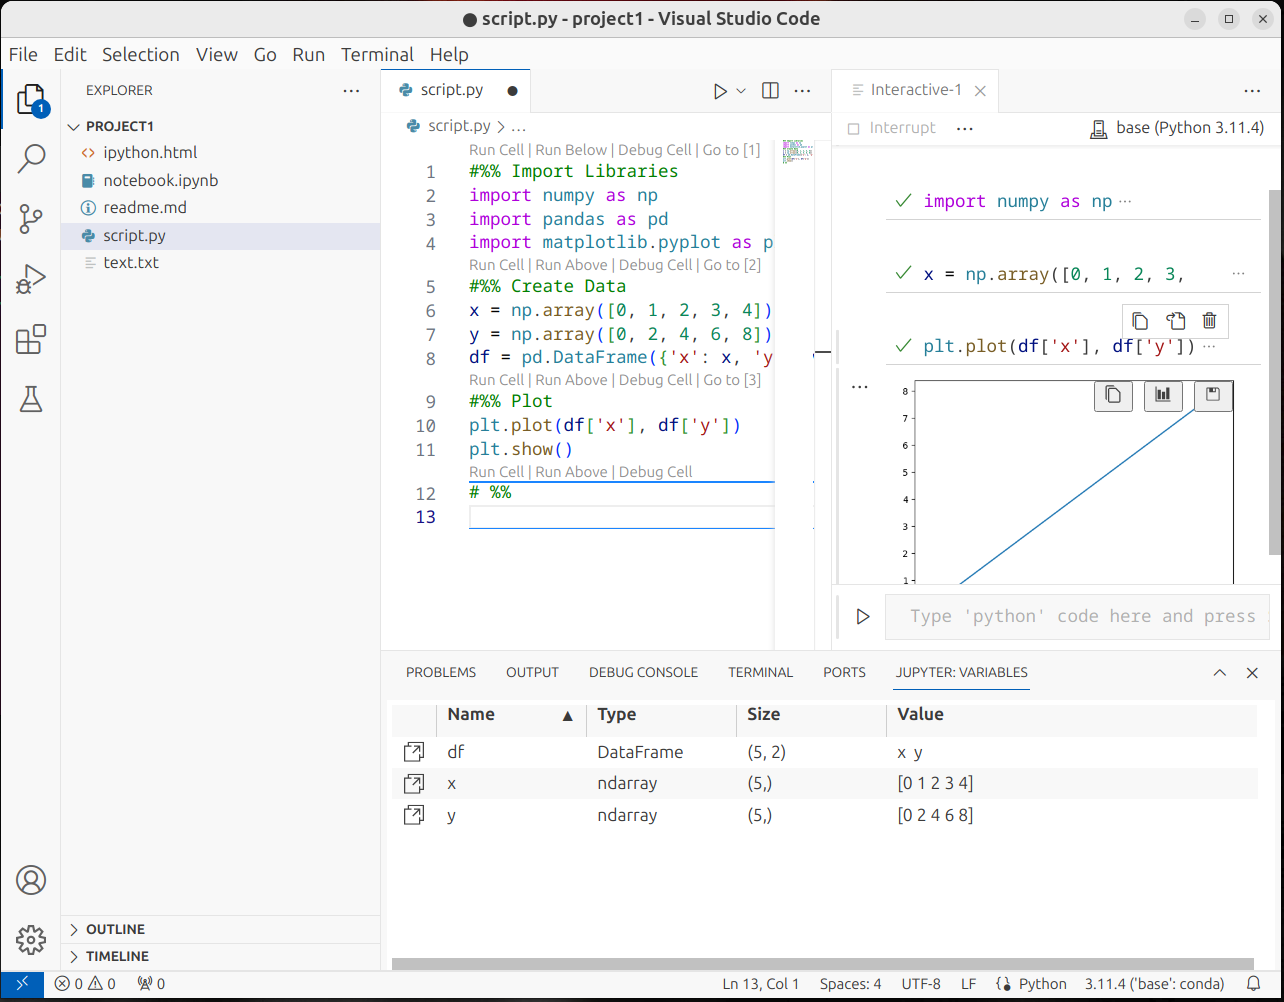 script.py - project1 - Visual Studio Code
File Edit Selection View Go Run Terminal Help
1
EXPLORER
PROJECT1
ipython.html
notebook.ipynb
readme.md
script.py
text.txt
OUTLINE
TIMELINE
script.py
script.py > ...
Run Cell | Run Below | Debug Cell | Go to [1]
1 #%% Import Libraries
2 import numpy as np
3 import pandas as pd
4 import matplotlib.pyplot as p
Run Cell | Run Above | Debug Cell | Go to [2]
5 #%% Create Data
6 x = np.array([0, 1, 2, 3, 4])
7 y = np.array([0, 2, 4, 6, 8])
8 df = pd.DataFrame({'x': x, 'y
Run Cell | Run Above | Debug Cell | Go to [3]
9 #%% Plot
10 plt.plot(df['x'], df['y'])
11 plt.show()
Run Cell | Run Above | Debug Cell
12 # %%
13
Interactive-1
Interrupt ... base (Python 3.11.4)
import numpy as np ...
x = np.array([0, 1, 2, 3, ...
plt.plot(df['x'], df['y']) ...
8
7
6
5
4
3
2
1
Type 'python' code here and press
PROBLEMS OUTPUT DEBUG CONSOLE TERMINAL PORTS JUPYTER: VARIABLES
Name Type Size Value
df DataFrame (5, 2) x y
x ndarray (5,) [0 1 2 3 4]
y ndarray (5,) [0 2 4 6 8]
0 0 0 Ln 13, Col 1 Spaces: 4 UTF-8 LF Python 3.11.4 ('base': conda)